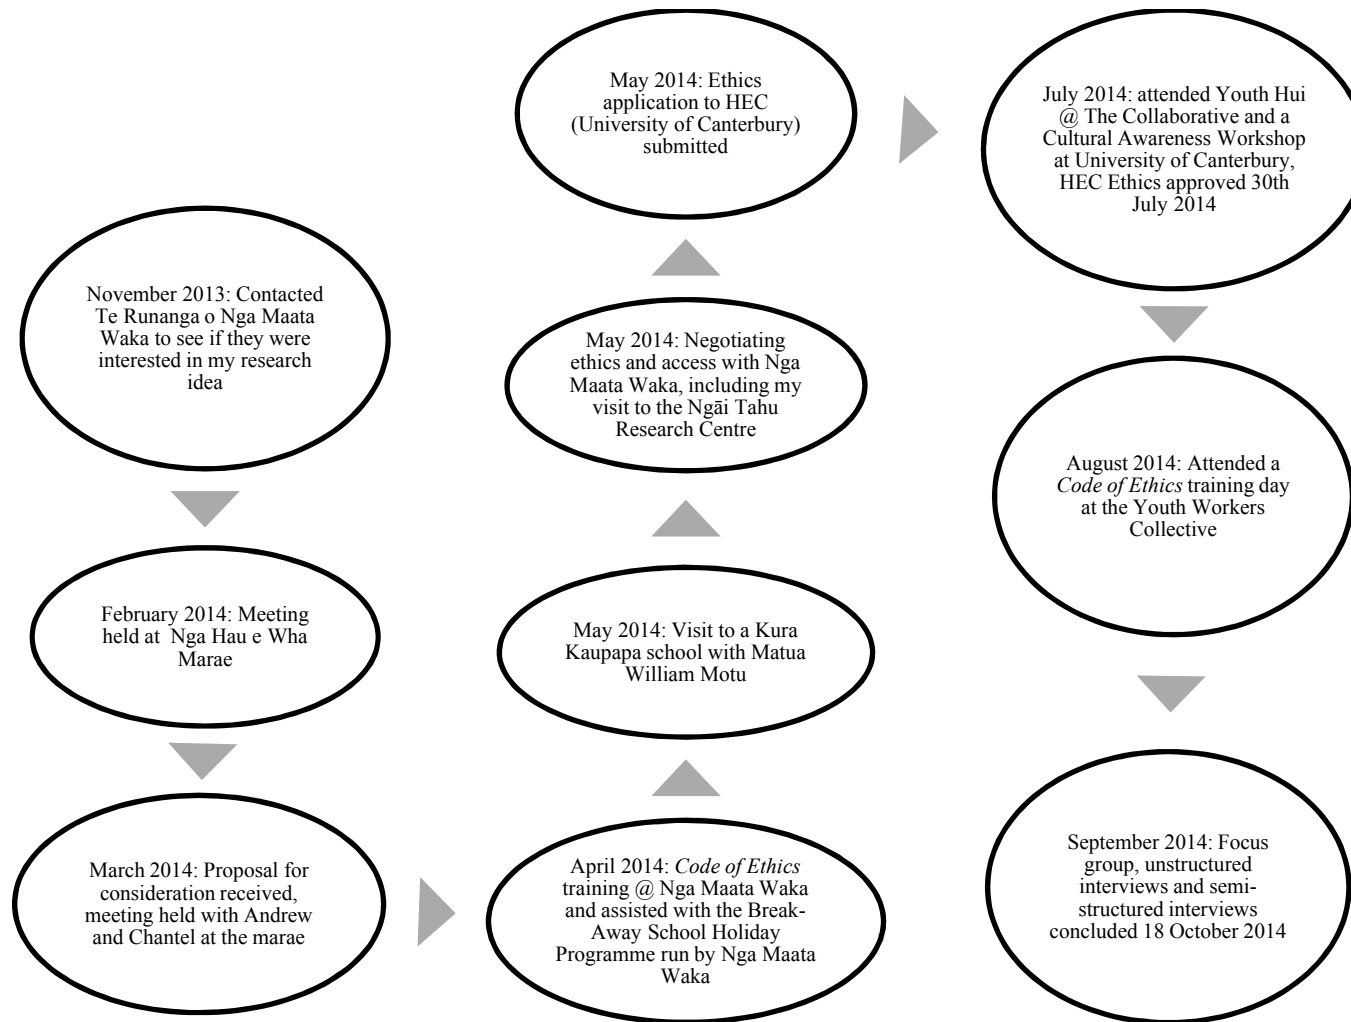 November 2013: Contacted
Te Runanga o Nga Maata
Waka to see if they were
interested in my research
idea
February 2014: Meeting
held at Nga Hau e Wha
Marae
March 2014: Proposal for
consideration received,
meeting held with Andrew
and Chantel at the marae
April 2014: Code of Ethics
training @ Nga Maata Waka
and assisted with the Break-
Away School Holiday
Programme run by Nga Maata
Waka
May 2014: Visit to a Kura
Kaupapa school with Matua
William Motu
May 2014: Negotiating
ethics and access with Nga
Maata Waka, including my
visit to the Ngāi Tahu
Research Centre
May 2014: Ethics
application to HEC
(University of Canterbury)
submitted
July 2014: attended Youth Hui
@ The Collaborative and a
Cultural Awareness Workshop
at University of Canterbury,
HEC Ethics approved 30th
July 2014
August 2014: Attended a
Code of Ethics training day
at the Youth Workers
Collective
September 2014: Focus
group, unstructured
interviews and semi-
structured interviews
concluded 18 October 2014